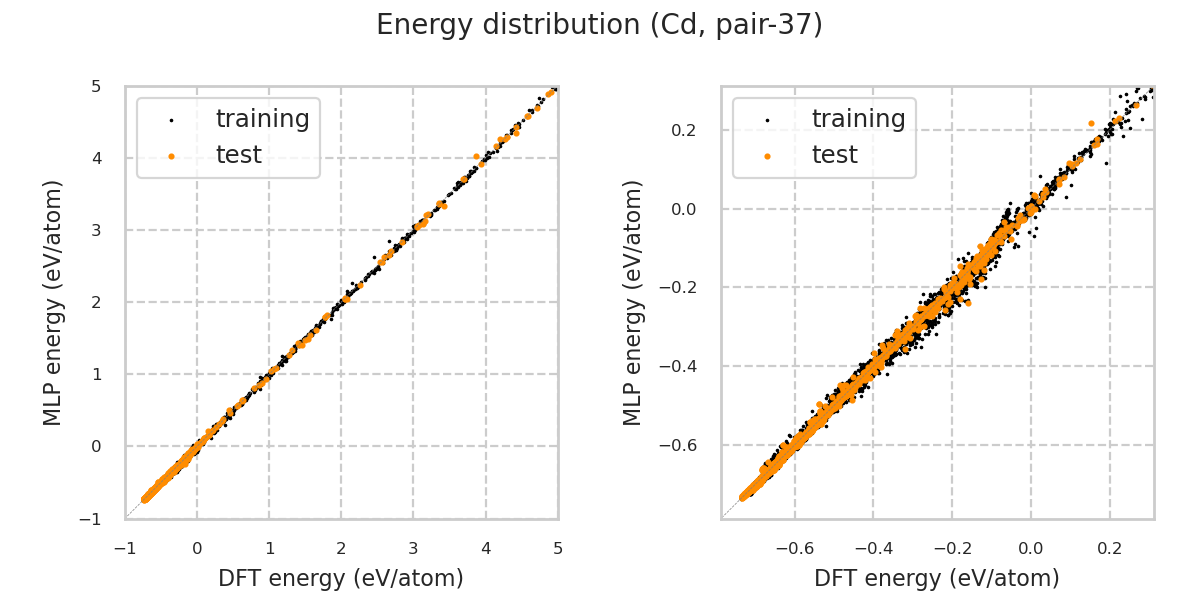 Energy distribution (Cd, pair-37)
training
test
5
4
3
2
1
0
−1
−1
0
1
2
3
4
5
MLP energy (eV/atom)
DFT energy (eV/atom)
training
test
0.2
0.0
−0.2
−0.4
−0.6
−0.6
−0.4
−0.2
0.0
0.2
MLP energy (eV/atom)
DFT energy (eV/atom)